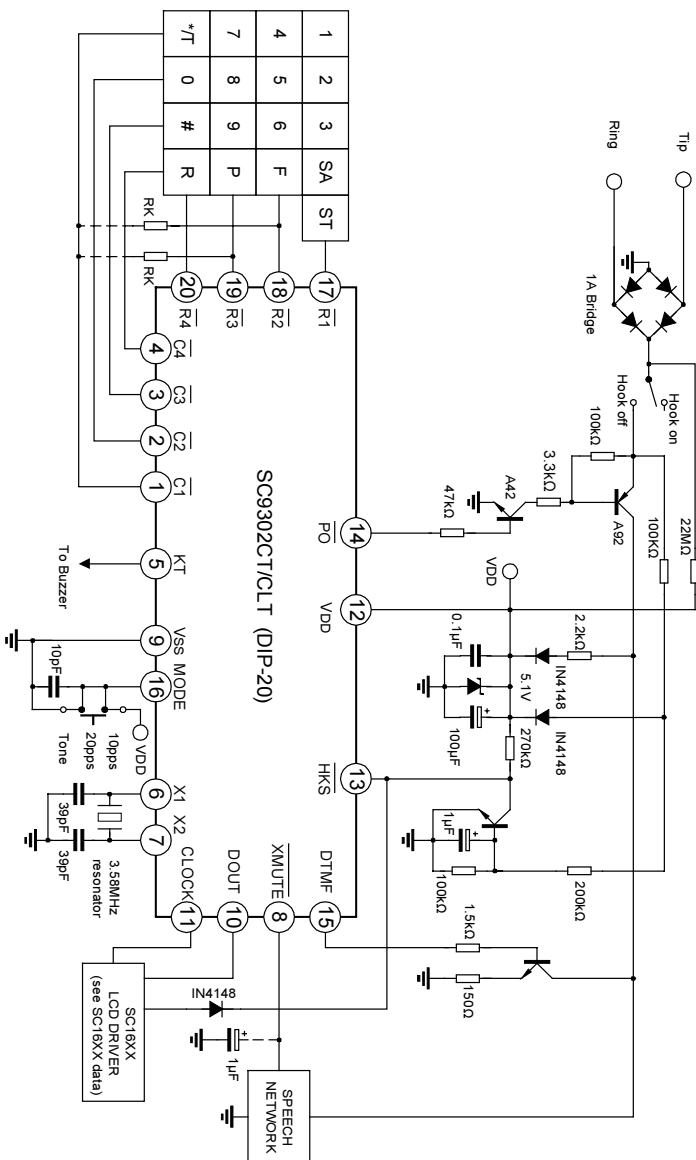 Tip
Ring
1A Bridge
Hook on
Hook off
100kΩ
3.3kΩ
A42
47kΩ
A92
100KΩ
22MΩ
VDD
0.1µF
5.1V
100µF
2.2kΩ
IN4148
IN4148
270kΩ
1µF
+
+
100kΩ
200kΩ
1.5kΩ
150Ω
1 2 3 SA ST
4 5 6 F
7 8 9 P
*/T 0 # R
RK
RK
17 R1
18 R2
19 R3
20 R4
4 C4
3 C3
2 C2
1 C1
SC9302CT/CLT (DIP-20)
14 PO
12 VDD
13 HKS
15 DTMF
8 XMUTE
10 DOUT
11 CLOCK
5 KT
9 VSS
16 MODE
6 X1
7 X2
To Buzzer
10pF
VDD
10pps
20pps
Tone
39pF
39pF
3.58MHz
resonator
IN4148
1µF
+
SC16XX
LCD DRIVER
(see SC16XX data)
SPEECH
NETWORK